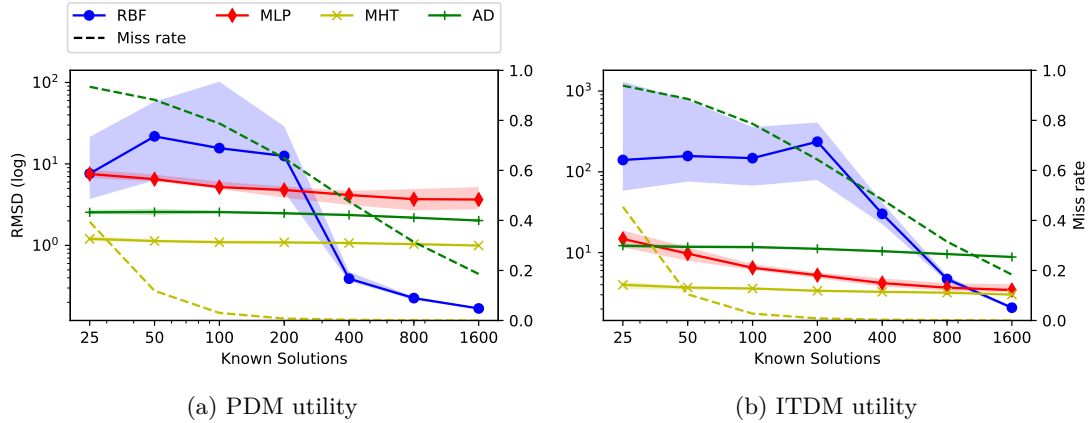 RBF MLP MHT AD
Miss rate
10² 10¹ 10⁰
RMSD (log)
1.0 0.8 0.6 0.4 0.2 0.0
25 50 100 200 400 800 1600
Known Solutions
(a) PDM utility
10³ 10² 10¹
1.0 0.8 0.6 0.4 0.2 0.0
Miss rate
25 50 100 200 400 800 1600
Known Solutions
(b) ITDM utility